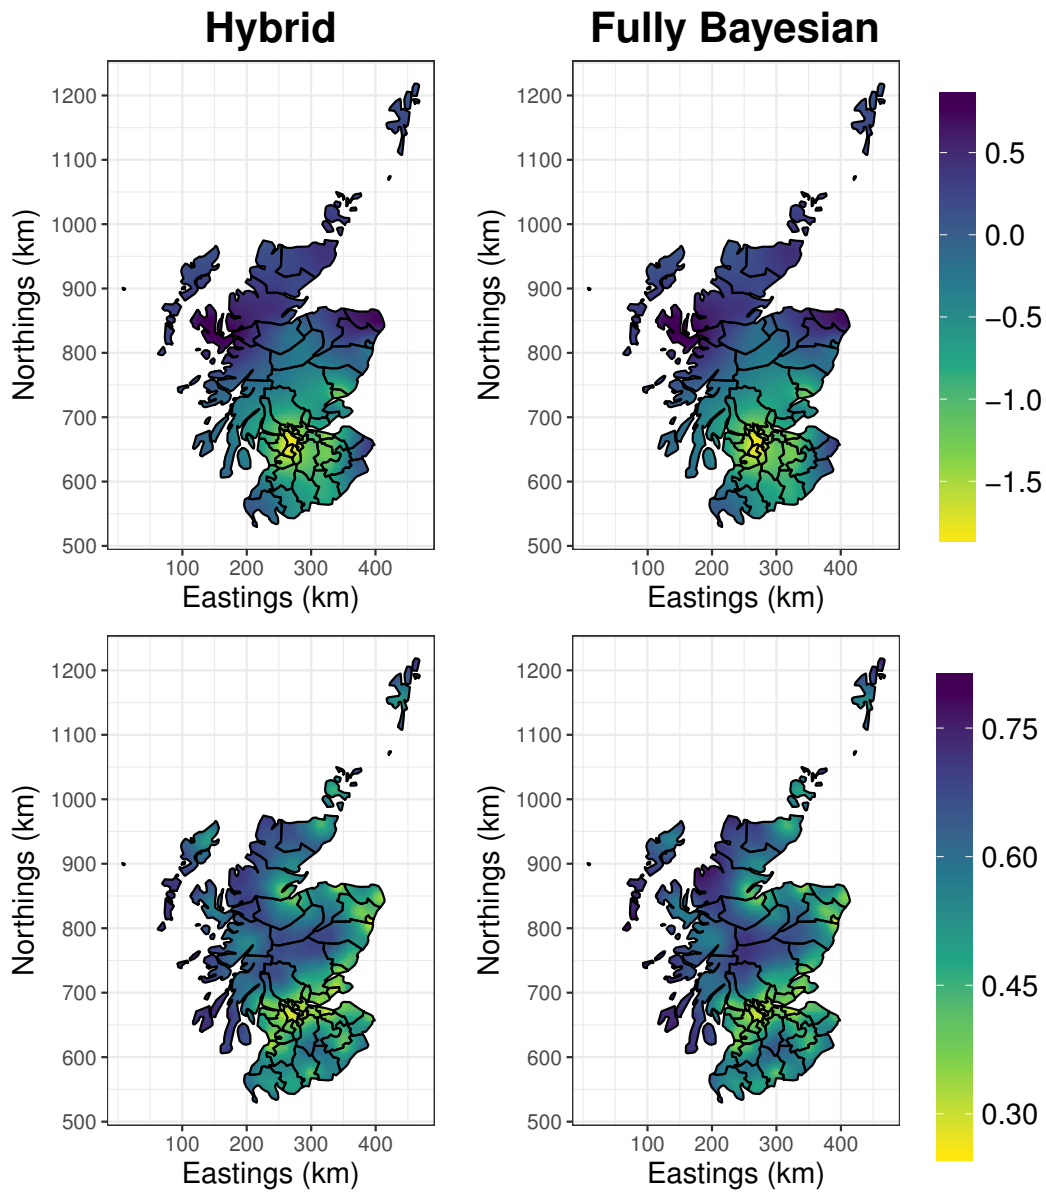 Hybrid Fully Bayesian
1200 1200
1100 1100 0.5
1000 1000 0.0
900 900 −0.5
800 800
700 700 −1.0
600 600 −1.5
500 500
100 200 300 400 100 200 300 400
Eastings (km) Eastings (km)
Northings (km) Northings (km)
1200 1200
1100 1100 0.75
1000 1000
900 900 0.60
800 800
700 700 0.45
600 600
500 500 0.30
100 200 300 400 100 200 300 400
Eastings (km) Eastings (km)
Northings (km) Northings (km)